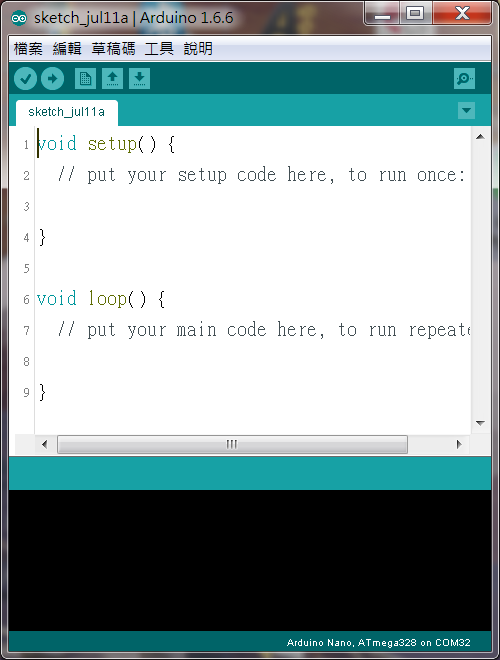 sketch_jul11a | Arduino 1.6.6
檔案 編輯 草稿碼 工具 說明
sketch_jul11a
1 void setup() {
2 // put your setup code here, to run once:
3
4 }
5
6 void loop() {
7 // put your main code here, to run repeate
8
9 }
Arduino Nano, ATmega328 on COM32